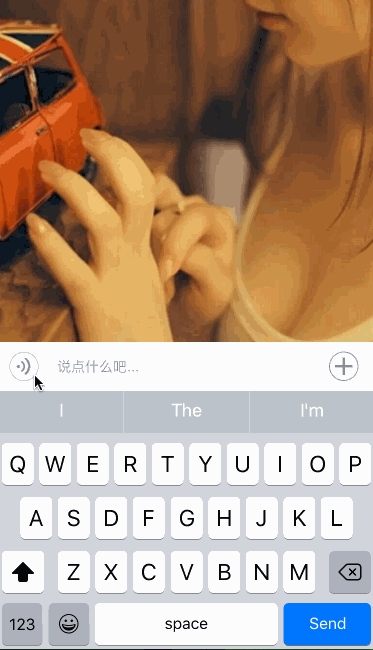 说点什么吧...
I The I'm
Q W E R T Y U I O P
A S D F G H J K L
Z X C V B N M
123 space Send